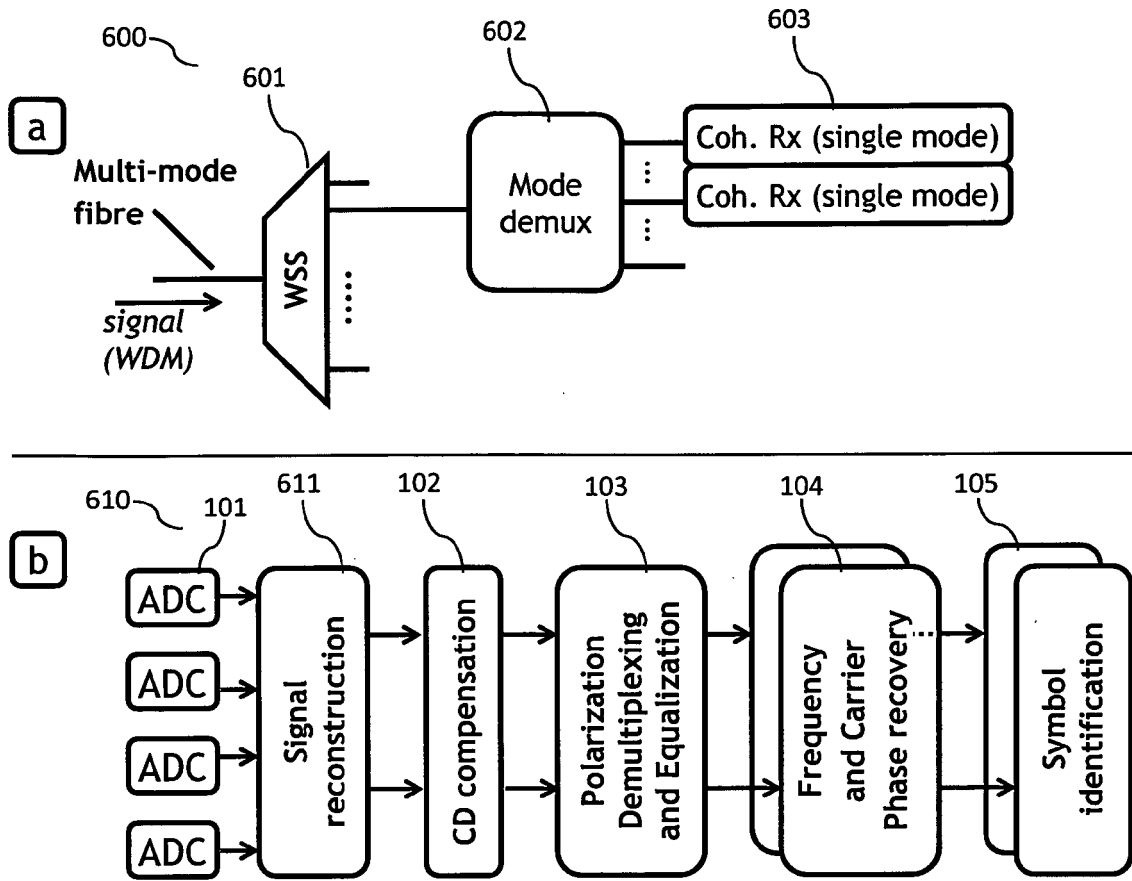 600
601
602
603
a
Multi-mode
fibre
signal
(WDM)
WSS
Mode
demux
Coh. Rx (single mode)
Coh. Rx (single mode)
610
101
611
102
103
104
105
b
ADC
ADC
ADC
ADC
Signal
reconstruction
CD compensation
Polarization
Demultiplexing
and Equalization
Frequency
and Carrier
Phase recovery
Symbol
identification